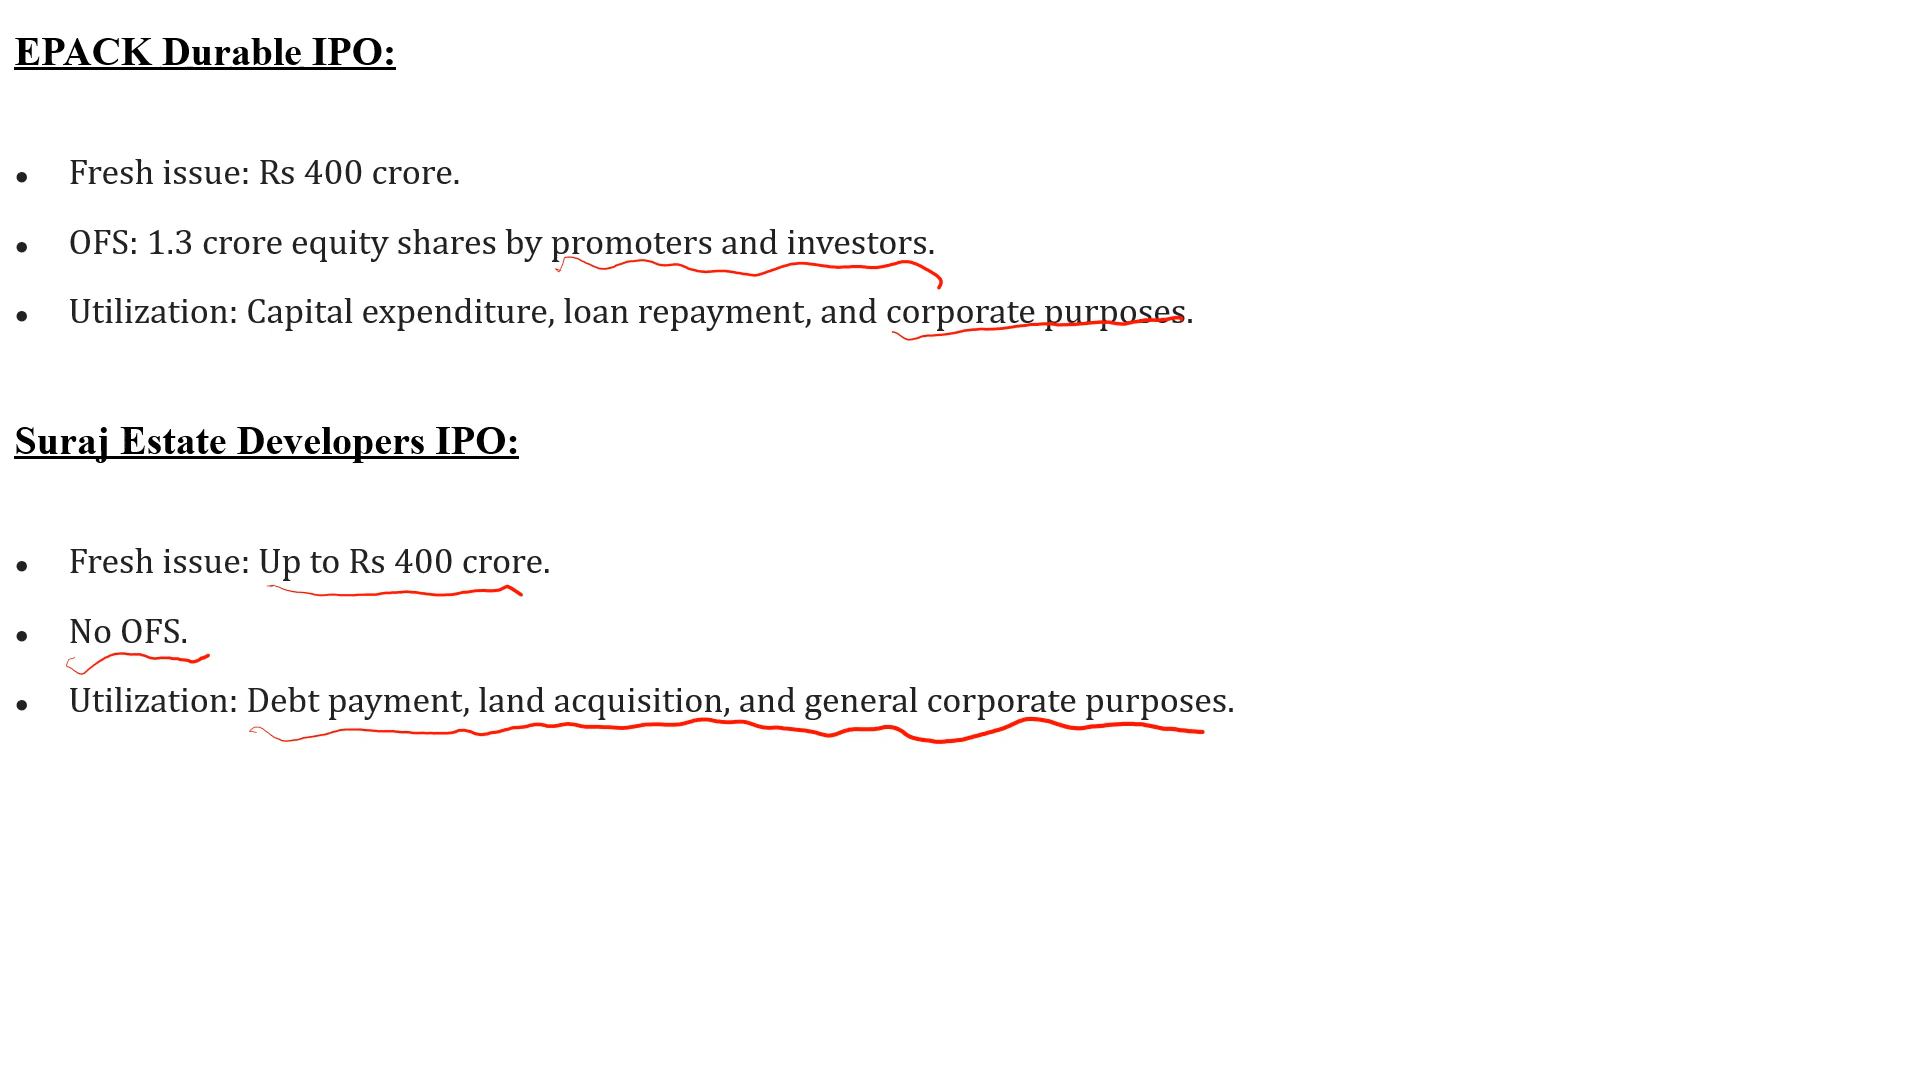 EPACK Durable IPO:
• Fresh issue: Rs 400 crore.
• OFS: 1.3 crore equity shares by promoters and investors.
• Utilization: Capital expenditure, loan repayment, and corporate purposes.
Suraj Estate Developers IPO:
• Fresh issue: Up to Rs 400 crore.
• No OFS.
• Utilization: Debt payment, land acquisition, and general corporate purposes.